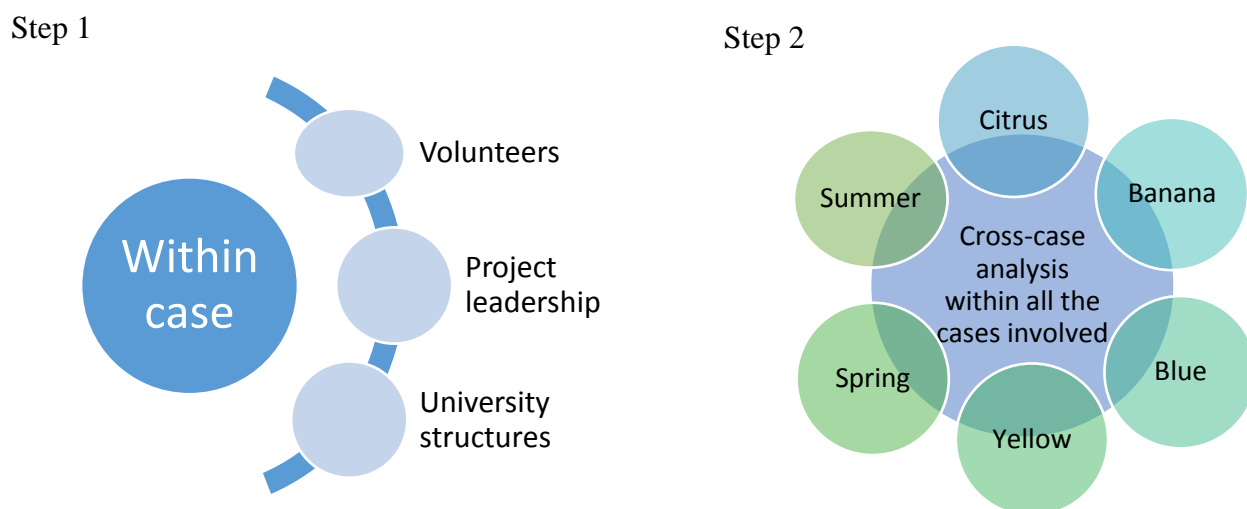 Step 1
Within
case
Volunteers
Project
leadership
University
structures
Step 2
Citrus
Banana
Summer
Cross-case
analysis
within all the
cases involved
Blue
Spring
Yellow